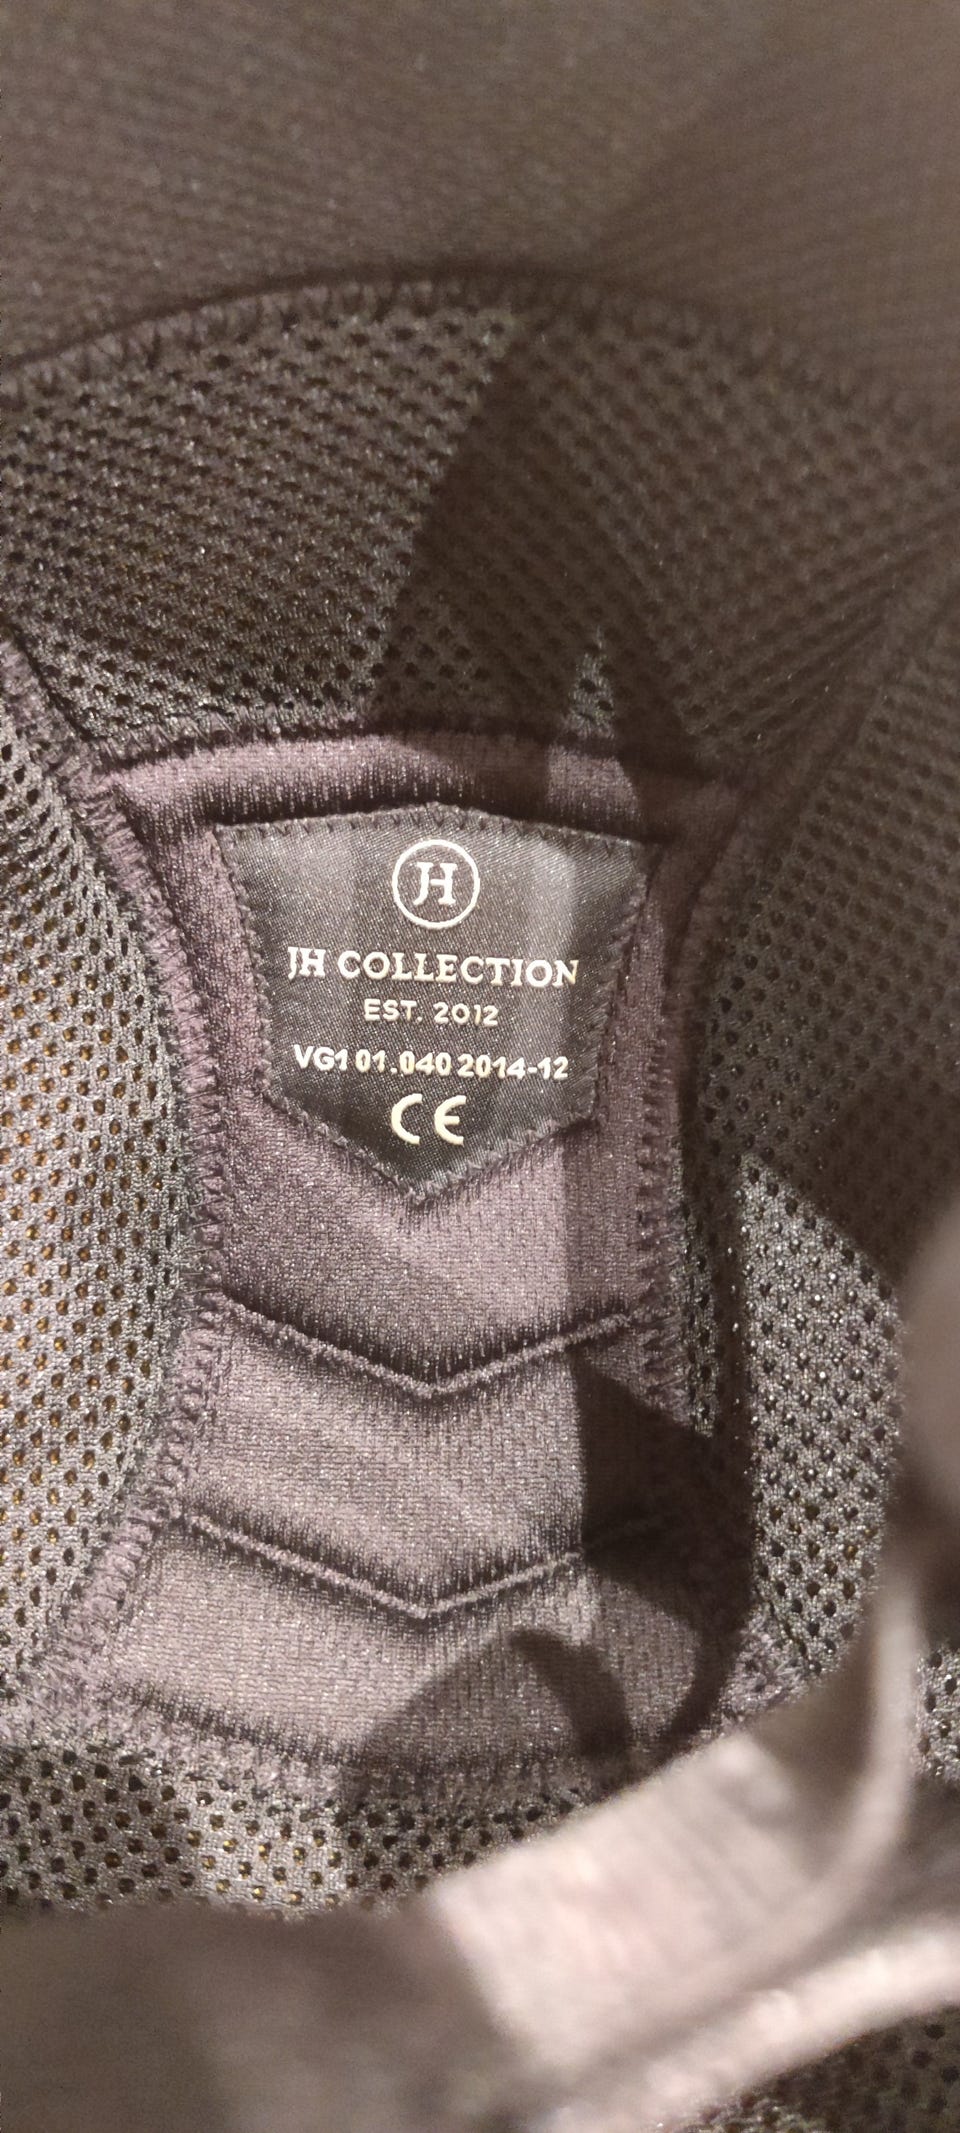 JH
JH COLLECTION
EST. 2012
VG1 01.040 2014-12
CE